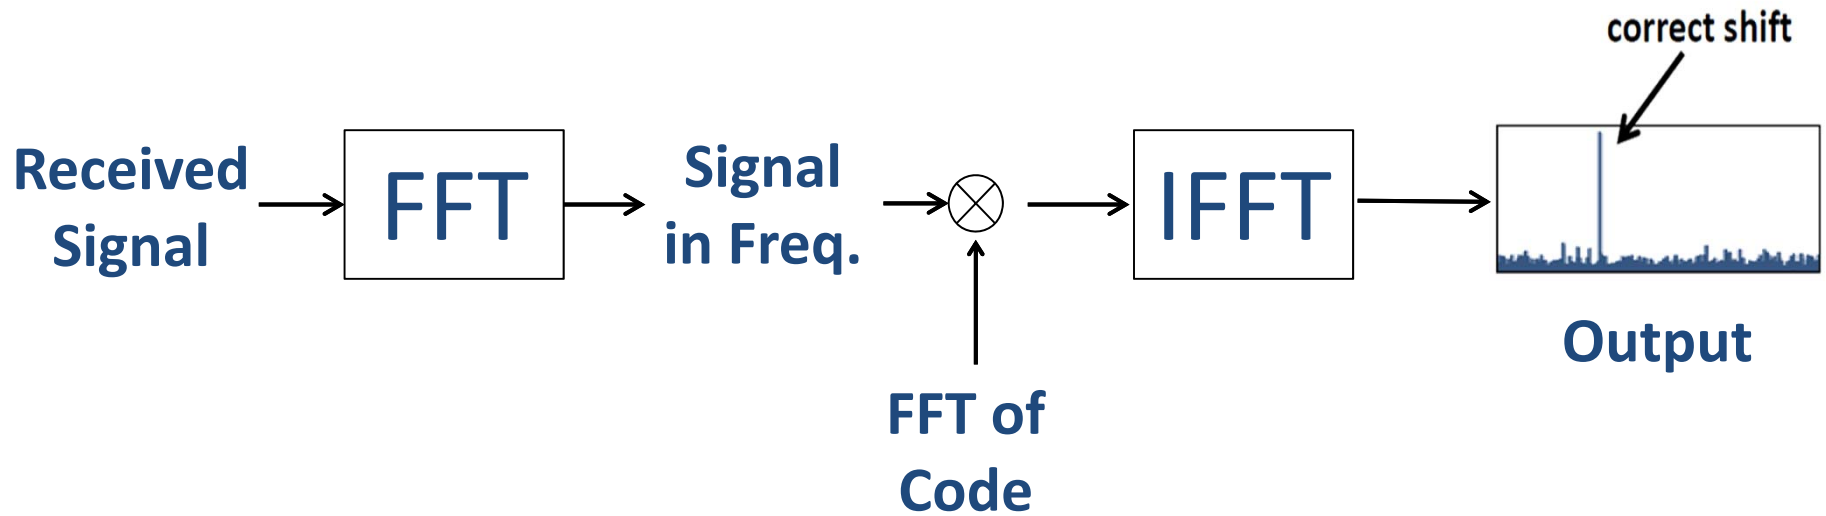 correct shift
Received
Signal
FFT
Signal
in Freq.
IFFT
Output
FFT of
Code